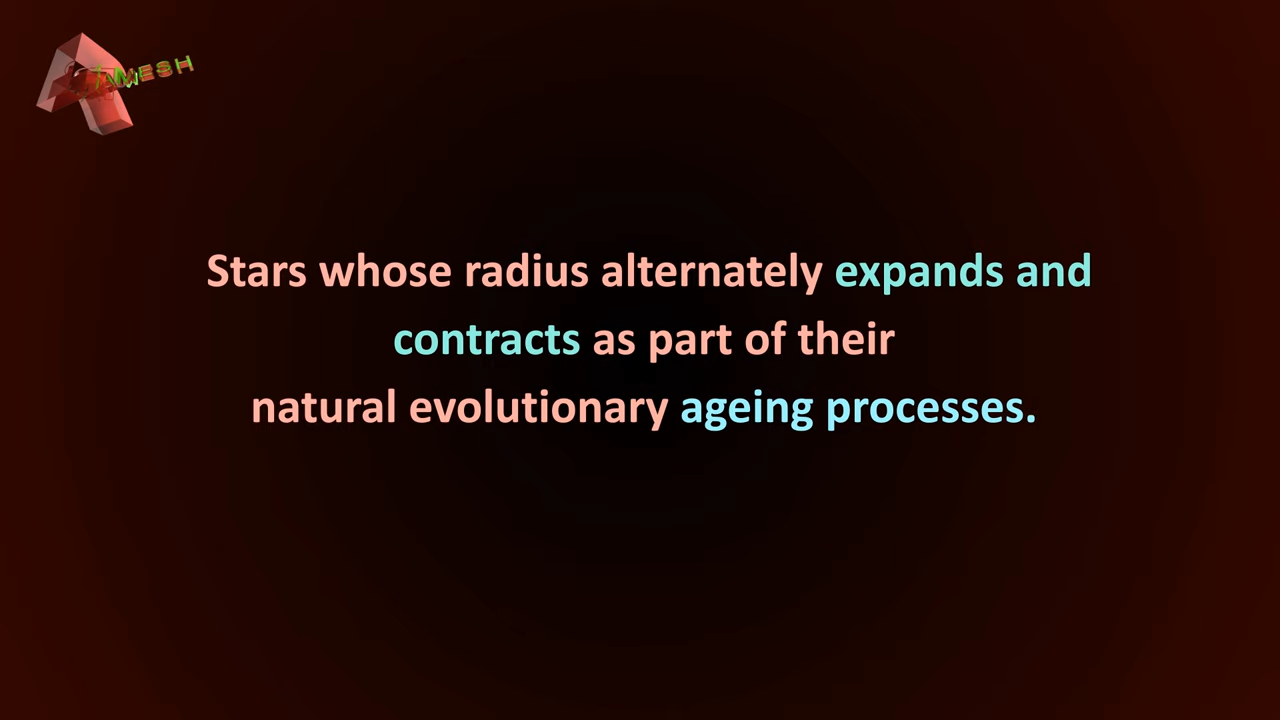 Stars whose radius alternately expands and
contracts as part of their
natural evolutionary ageing processes.